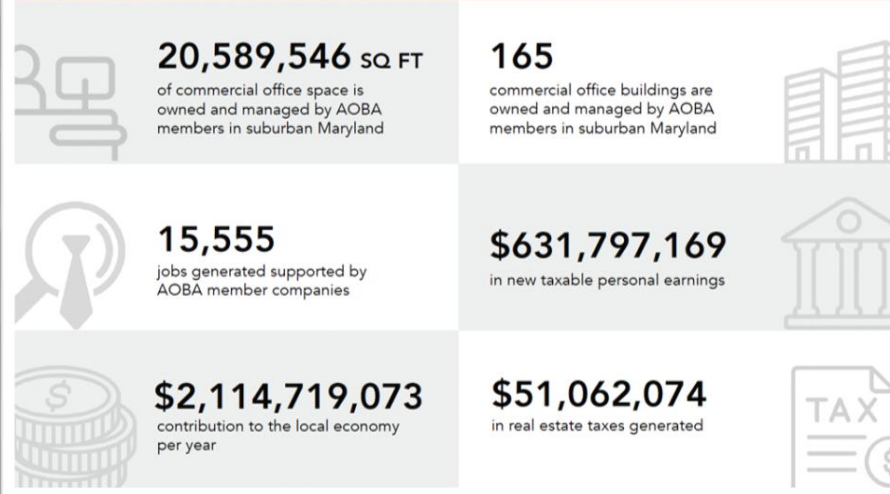 20,589,546 SQ FT
of commercial office space is
owned and managed by AOBA
members in suburban Maryland
165
commercial office buildings are
owned and managed by AOBA
members in suburban Maryland
15,555
jobs generated supported by
AOBA member companies
$631,797,169
in new taxable personal earnings
$
$2,114,719,073
contribution to the local economy
per year
$51,062,074
in real estate taxes generated
TAX
$